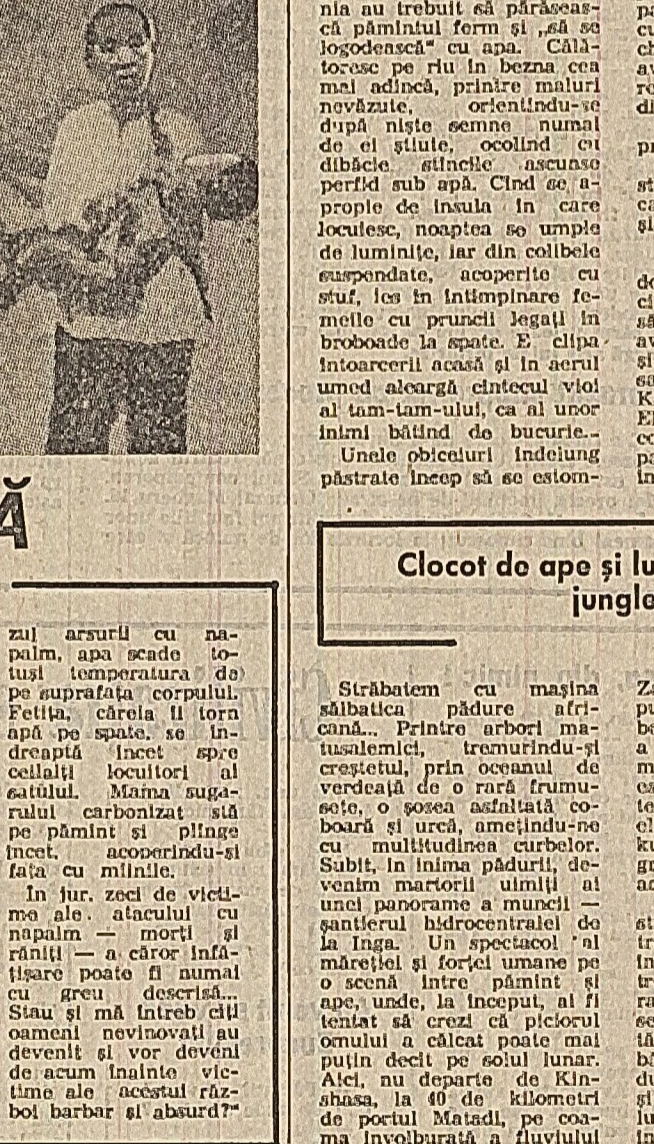 Ă
zul arsurii cu na-
palm, apa scade to-
tuși temperatura de
pe suprafața corpului.
Fetița, căreia îi torn
apă pe spate, se în-
dreaptă încet spre
ceilalți locuitori ai
satului. Mama suga-
rului carbonizat stă
pe pămînt și plînge
încet, acoperindu-și
fața cu mîinile.
În jur, zeci de victi-
me ale atacului cu
napalm — morți și
răniți — a căror înfă-
țișare poate fi numai
cu greu descrisă...
Stau și mă întreb cîți
oameni nevinovați au
devenit și vor deveni
de acum înainte vic-
time ale acestui răz-
boi barbar și absurd?"
nia au trebuit să părăseas-
că pămîntul ferm și „să se
logodească" cu apa. Călă-
toresc pe rîu în bezna cea
mai adîncă, printre maluri
nevăzute, orientîndu-se
după niște semne numai
de ei știute, ocolind cu
dibăcie stîncile ascunse
perfid sub apă. Cînd se a-
propie de insula în care
locuiesc, noaptea se umple
de luminițe, iar din colibele
suspendate, acoperite cu
stuf, ies în întîmpinare fe-
meile cu pruncii legați în
broboade la spate. E clipa
întoarcerii acasă și în aerul
umed aleargă cîntecul vioi
al tam-tam-ului, ca al unor
inimi bătînd de bucurie...
Unele obiceiuri îndelung
păstrate încep să se estom-
Clocot de ape și lu
jungle
Străbatem cu mașina
sălbatica pădure afri-
cană... Printre arbori ma-
tusalemici, tremurîndu-și
creștetul, prin oceanul de
verdeață de o rară frumu-
sețe, o șosea asfaltată co-
boară și urcă, amețindu-ne
cu multitudinea curbelor.
Subit, în inima pădurii, de-
venim martorii uimiți ai
unei panorame a muncii —
șantierul hidrocentralei de
la Inga. Un spectacol al
măreției și forței umane pe
o scenă între pămînt și
ape, unde, la început, ai fi
tentat să crezi că piciorul
omului a călcat poate mai
puțin decît pe solul lunar.
Aici, nu departe de Kin-
shasa, la 40 de kilometri
de portul Matadi, pe coa-
ma învolburată a fluviului